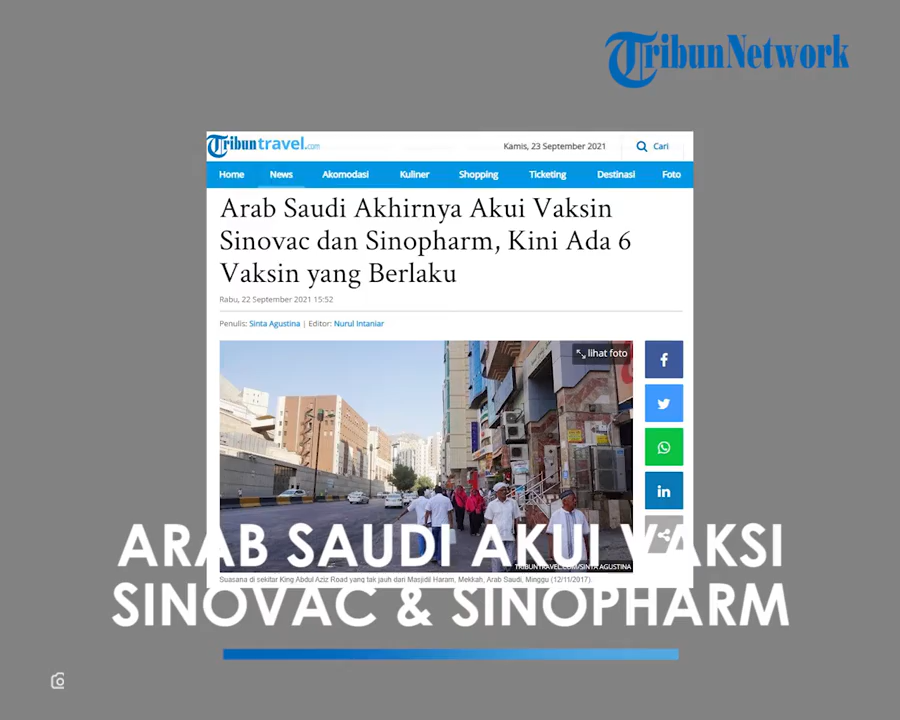 TribunNetwork
Tribuntravel.com
Kamis, 23 September 2021
Cari
Home News Akomodasi Kuliner Shopping Ticketing Destinasi Foto
Arab Saudi Akhirnya Akui Vaksin
Sinovac dan Sinopharm, Kini Ada 6
Vaksin yang Berlaku
Rabu, 22 September 2021 15:52
Penulis: Sinta Agustina | Editor: Nurul Intaniar
lihat foto
f
in
ARAB SAUDI AKUI VAKSI
TRIBUNTRAVEL.COM/SINTA AGUSTINA
Suasana di sekitar King Abdul Aziz Road yang tak jauh dari Masjidil Haram, Mekkah, Arab Saudi, Minggu (12/11/2017).
SINOVAC & SINOPHARM